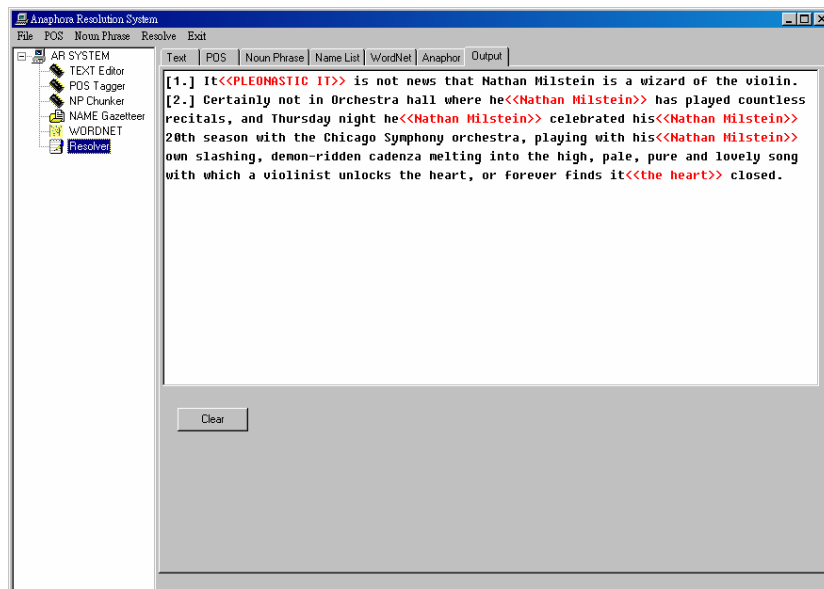 Anaphora Resolution System
File POS Noun Phrase Resolve Exit
AR SYSTEM
TEXT Editor
POS Tagger
NP Chunker
NAME Gazetteer
WORDNET
Resolver
Text POS Noun Phrase Name List WordNet Anaphor Output
[1.] It<<PLEONASTIC IT>> is not news that Nathan Milstein is a wizard of the violin.
[2.] Certainly not in Orchestra hall where he<<Nathan Milstein>> has played countless
recitals, and Thursday night he<<Nathan Milstein>> celebrated his<<Nathan Milstein>>
20th season with the Chicago Symphony orchestra, playing with his<<Nathan Milstein>>
own slashing, demon-ridden cadenza melting into the high, pale, pure and lovely song
with which a violinist unlocks the heart, or forever finds it<<the heart>> closed.
Clear